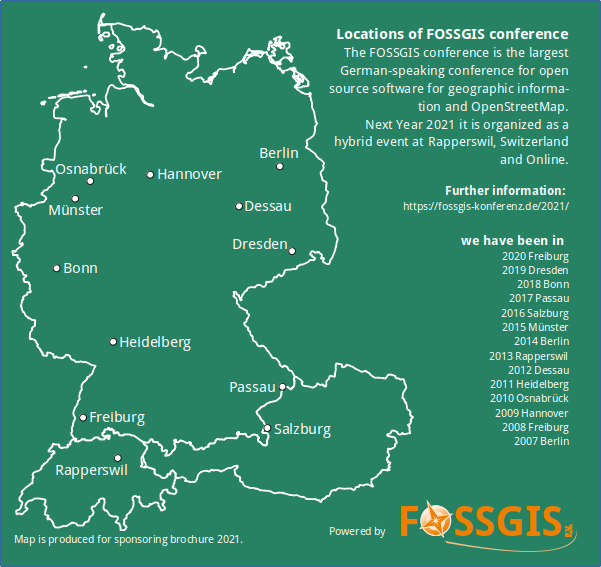 Locations of FOSSGIS conference
The FOSSGIS conference is the largest
German-speaking conference for open
source software for geographic informa-
tion and OpenStreetMap.
Next Year 2021 it is organized as a
hybrid event at Rapperswil, Switzerland
and Online.
Further information:
https://fossgis-konferenz.de/2021/
we have been in
2020 Freiburg
2019 Dresden
2018 Bonn
2017 Passau
2016 Salzburg
2015 Münster
2014 Berlin
2013 Rapperswil
2012 Dessau
2011 Heidelberg
2010 Osnabrück
2009 Hannover
2008 Freiburg
2007 Berlin
Berlin
Osnabrück
Hannover
Münster
Dessau
Dresden
Bonn
Heidelberg
Passau
Freiburg
Salzburg
Rapperswil
Map is produced for sponsoring brochure 2021.
Powered by
FOSSGIS e.V.